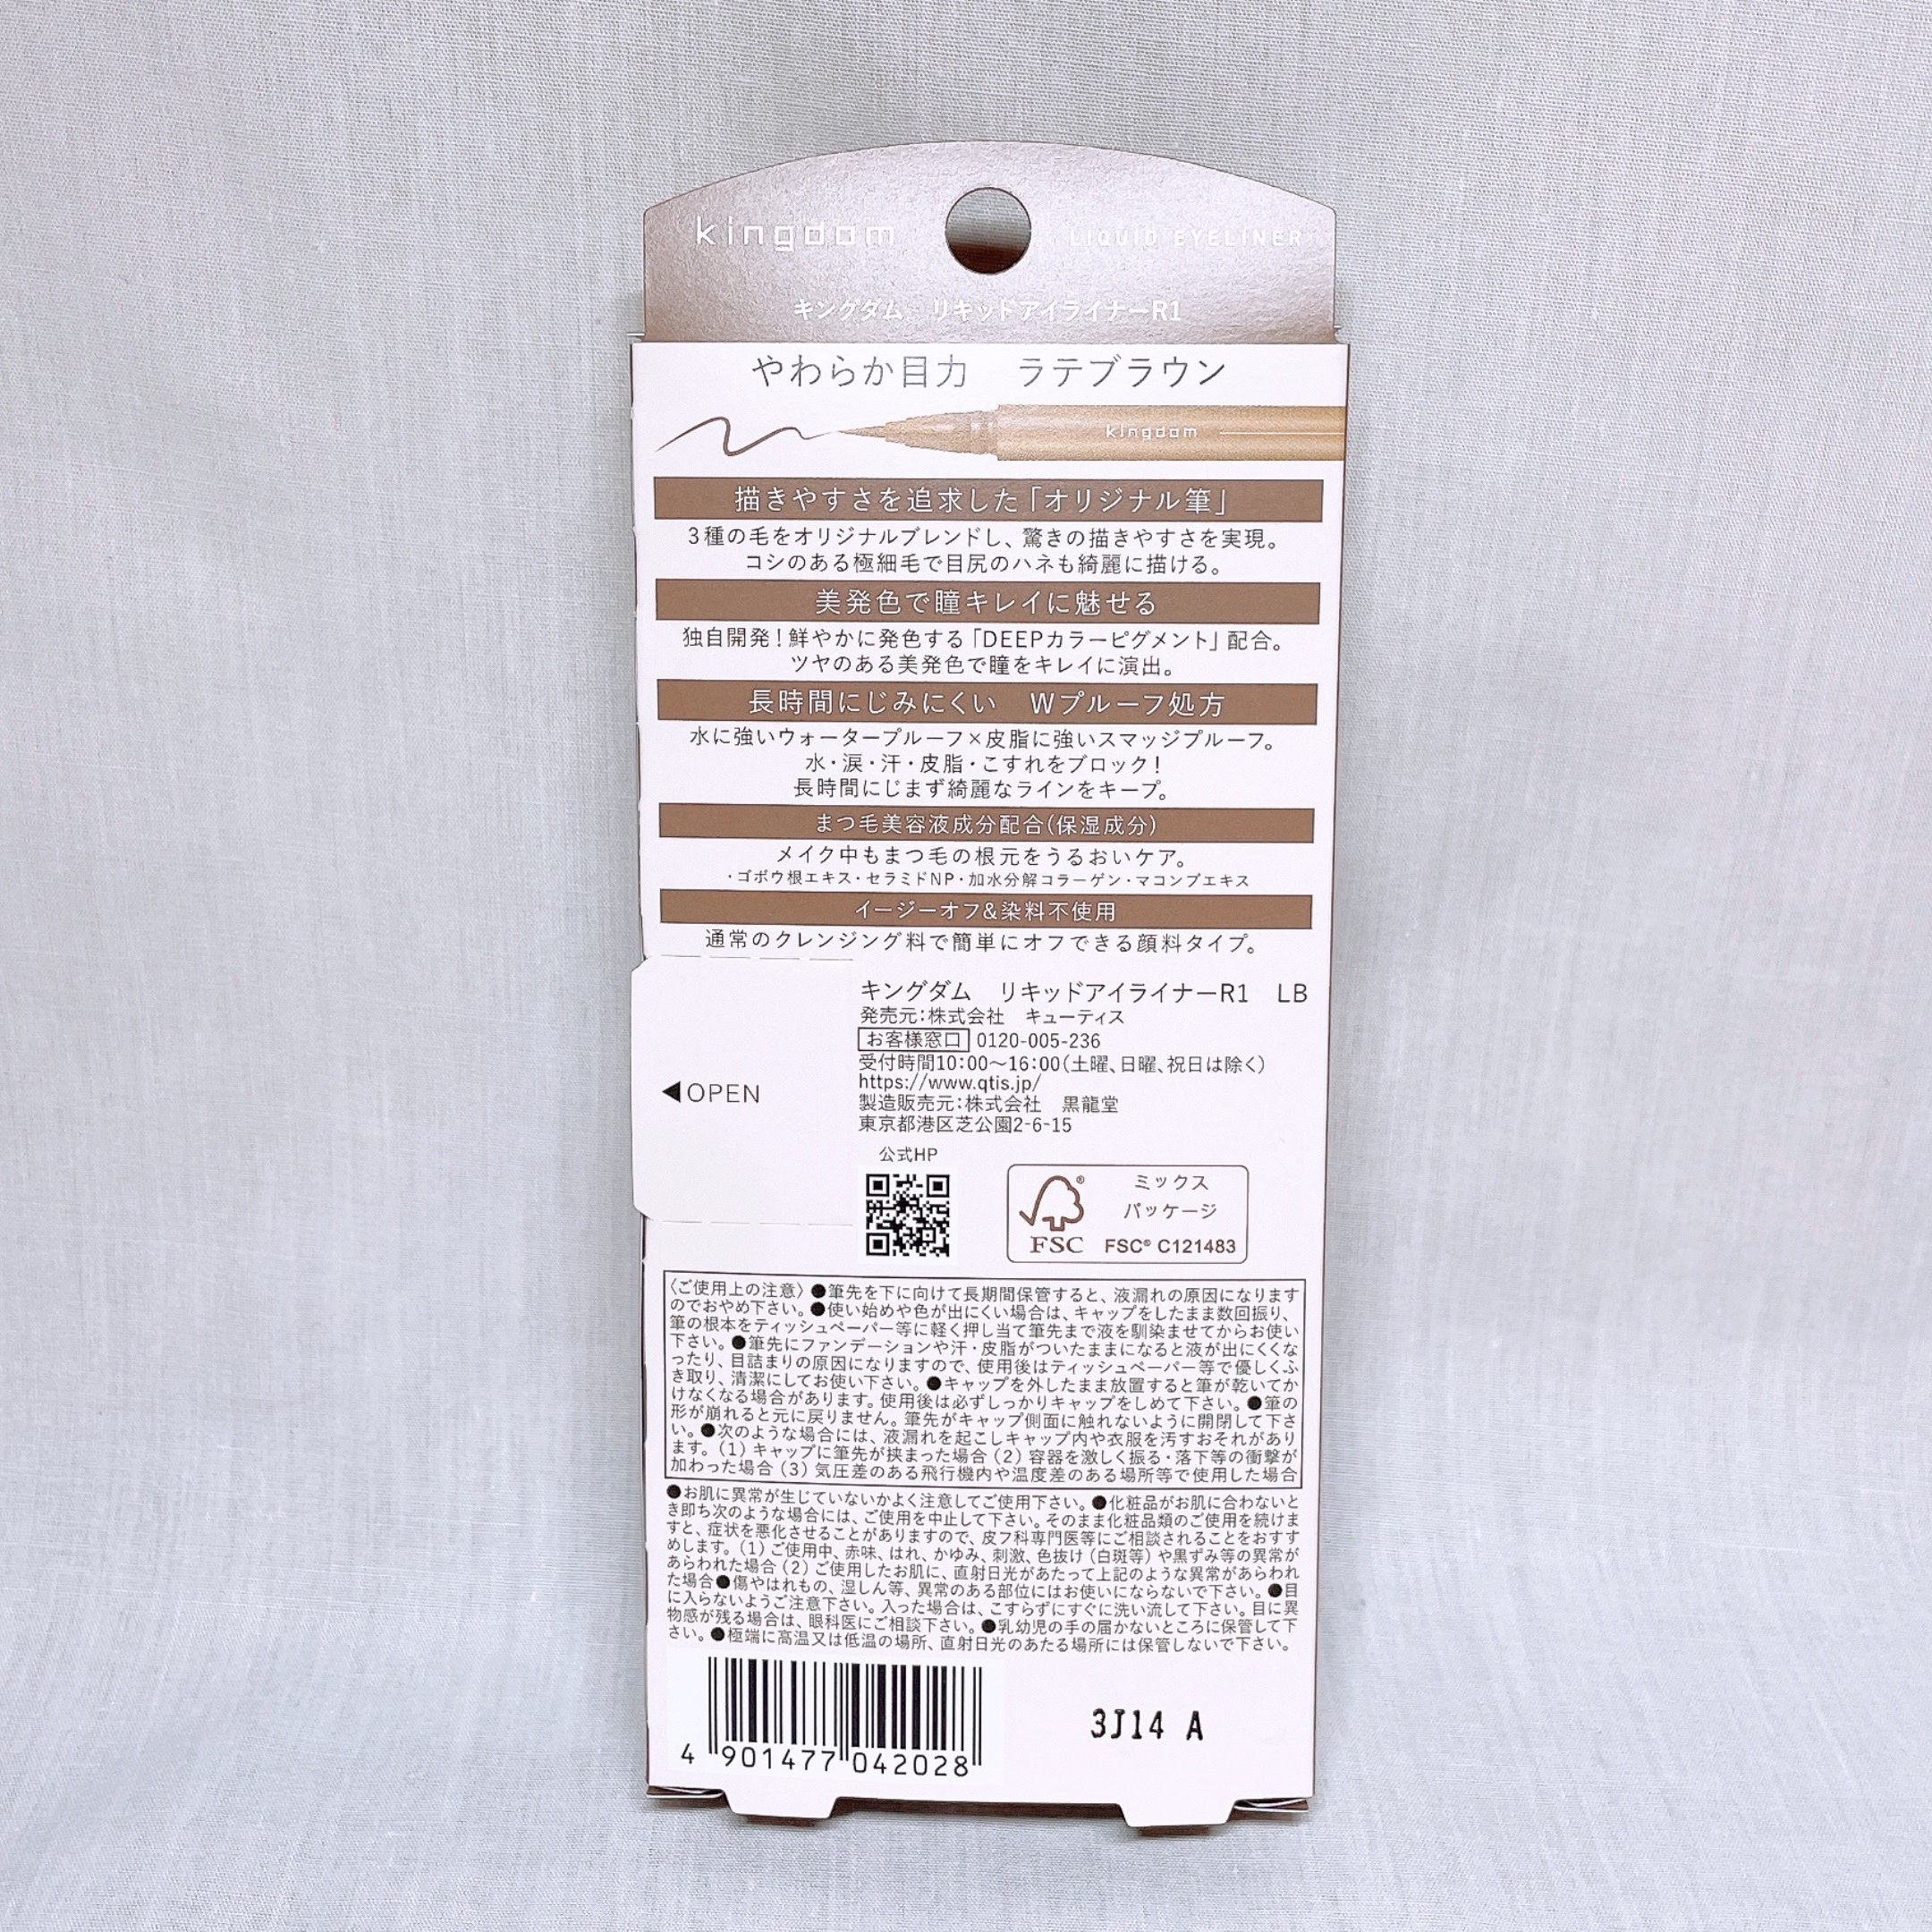 kingdom
LIQUID EYELINER
キングダム リキッドアイライナーR1
やわらか目力 ラテブラウン
kingdom
描きやすさを追求した「オリジナル筆」
3種の毛をオリジナルブレンドし、驚きの描きやすさを実現。
コシのある極細毛で目尻のハネも綺麗に描ける。
美発色で瞳キレイに魅せる
独自開発!鮮やかに発色する「DEEPカラーピグメント」配合。
ツヤのある美発色で瞳をキレイに演出。
長時間にじみにくい Wプルーフ処方
水に強いウォータープルーフ×皮脂に強いスマッジプルーフ。
水・涙・汗・皮脂・こすれをブロック!
長時間にじまず綺麗なラインをキープ。
まつ毛美容液成分配合(保湿成分)
メイク中もまつ毛の根元をうるおいケア。
・ゴボウ根エキス・セラミドNP・加水分解コラーゲン・マコンブエキス
イージーオフ&染料不使用
通常のクレンジング料で簡単にオフできる顔料タイプ。
キングダム リキッドアイライナーR1 LB
発売元:株式会社 キューティス
お客様窓口 0120-005-236
受付時間10:00~16:00(土曜、日曜、祝日は除く)
https://www.qtis.jp/
製造販売元:株式会社 黒龍堂
東京都港区芝公園2-6-15
◀OPEN
公式HP
ミックス
パッケージ
FSC® C121483
FSC
〈ご使用上の注意〉●筆先を下に向けて長期間保管すると、液漏れの原因になります
のでおやめ下さい。●使い始めや色が出にくい場合は、キャップをしたまま数回振り、
筆の根本をティッシュペーパー等に軽く押し当て筆先まで液を馴染ませてからお使い
下さい。●筆先にファンデーションや汗・皮脂がついたままになると液が出にくくな
ったり、目詰まりの原因になりますので、使用後はティッシュペーパー等で優しくふ
き取り、清潔にしてお使い下さい。●キャップを外したまま放置すると筆が乾いてか
けなくなる場合があります。使用後は必ずしっかりキャップをしめて下さい。●筆の
形が崩れると元に戻りません。筆先がキャップ側面に触れないように開閉して下さ
い。●次のような場合には、液漏れを起こしキャップ内や衣服を汚すおそれがあり
ます。(1)キャップに筆先が挟まった場合(2)容器を激しく振る・落下等の衝撃が
加わった場合(3)気圧差のある飛行機内や温度差のある場所等で使用した場合
●お肌に異常が生じていないかよく注意してご使用下さい。●化粧品がお肌に合わないと
き即ち次のような場合には、ご使用を中止して下さい。そのまま化粧品類のご使用を続けま
すと、症状を悪化させることがありますので、皮フ科専門医等にご相談されることをおすす
めします。(1)ご使用中、赤味、はれ、かゆみ、刺激、色抜け(白斑等)や黒ずみ等の異常が
あらわれた場合(2)ご使用したお肌に、直射日光があたって上記のような異常があらわれ
た場合●傷やはれもの、湿しん等、異常のある部位にはお使いにならないで下さい。●目
に入らないようご注意下さい。入った場合は、こすらずにすぐに洗い流して下さい。目に異
物感が残る場合は、眼科医にご相談下さい。●乳幼児の手の届かないところに保管して下
さい。●極端に高温又は低温の場所、直射日光のあたる場所には保管しないで下さい。
4 901477 042028
3J14 A